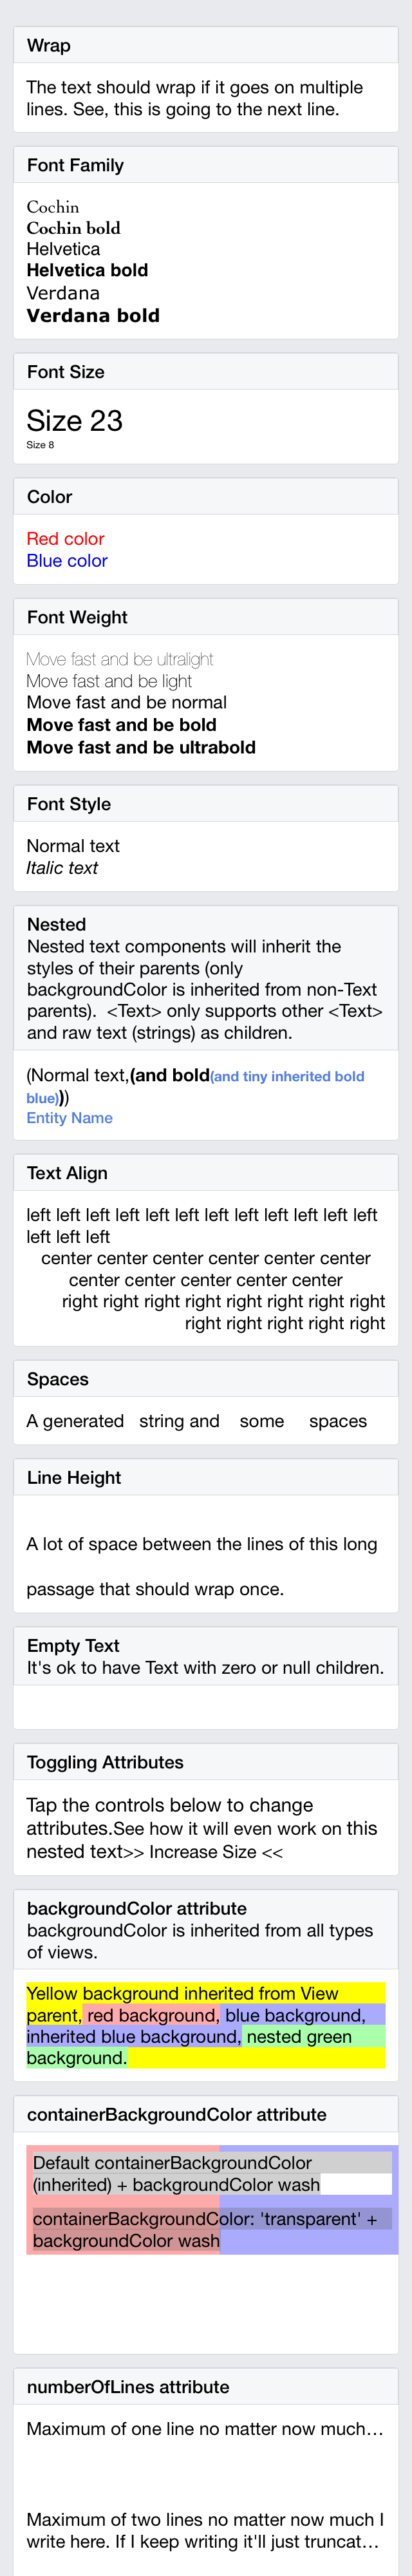 Wrap
The text should wrap if it goes on multiple
lines. See, this is going to the next line.
Font Family
Cochin
Cochin bold
Helvetica
Helvetica bold
Verdana
Verdana bold
Font Size
Size 23
Size 8
Color
Red color
Blue color
Font Weight
Move fast and be ultralight
Move fast and be light
Move fast and be normal
Move fast and be bold
Move fast and be ultrabold
Font Style
Normal text
Italic text
Nested
Nested text components will inherit the
styles of their parents (only
backgroundColor is inherited from non-Text
parents).  <Text> only supports other <Text>
and raw text (strings) as children.
(Normal text,(and bold(and tiny inherited bold
blue)))
Entity Name
Text Align
left left left left left left left left left left left left
left left left
center center center center center center
center center center center center
right right right right right right right right
right right right right right
Spaces
A generated   string and    some     spaces
Line Height
A lot of space between the lines of this long
passage that should wrap once.
Empty Text
It's ok to have Text with zero or null children.
Toggling Attributes
Tap the controls below to change
attributes.See how it will even work on this
nested text>> Increase Size <<
backgroundColor attribute
backgroundColor is inherited from all types
of views.
Yellow background inherited from View
parent, red background, blue background,
inherited blue background, nested green
background.
containerBackgroundColor attribute
Default containerBackgroundColor
(inherited) + backgroundColor wash
containerBackgroundColor: 'transparent' +
backgroundColor wash
numberOfLines attribute
Maximum of one line no matter now much…
Maximum of two lines no matter now much I
write here. If I keep writing it'll just truncat…